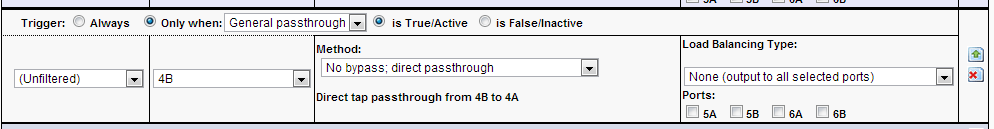 5A 5B 6A 6B
Trigger: Always Only when: General passthrough is True/Active is False/Inactive
Method:
Load Balancing Type:
(Unfiltered)
4B
No bypass; direct passthrough
None (output to all selected ports)
Direct tap passthrough from 4B to 4A
Ports:
5A 5B 6A 6B